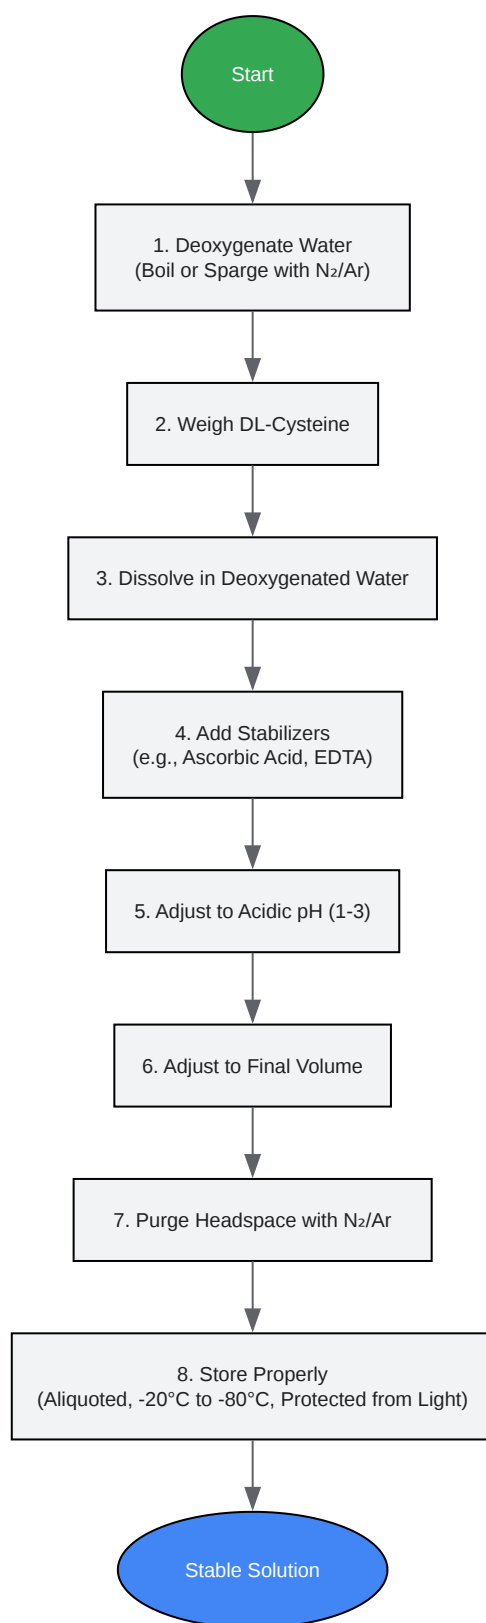 Start
1. Deoxygenate Water
(Boil or Sparge with N₂/Ar)
2. Weigh DL-Cysteine
3. Dissolve in Deoxygenated Water
4. Add Stabilizers
(e.g., Ascorbic Acid, EDTA)
5. Adjust to Acidic pH (1-3)
6. Adjust to Final Volume
7. Purge Headspace with N₂/Ar
8. Store Properly
(Aliquoted, -20°C to -80°C, Protected from Light)
Stable Solution